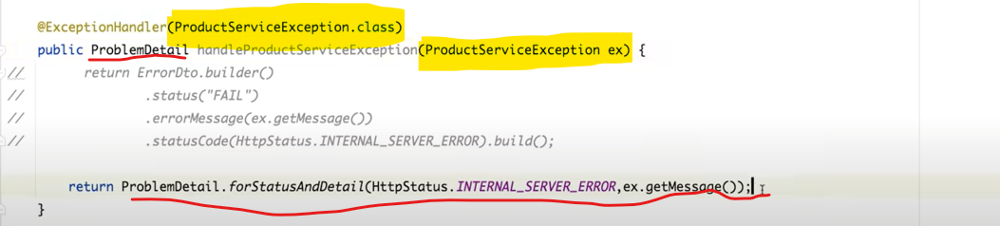 @ExceptionHandler(ProductServiceException.class)
public ProblemDetail handleProductServiceException(ProductServiceException ex) {
// return ErrorDto.builder()
// .status("FAIL")
// .errorMessage(ex.getMessage())
// .statusCode(HttpStatus.INTERNAL_SERVER_ERROR).build();
return ProblemDetail.forStatusAndDetail(HttpStatus.INTERNAL_SERVER_ERROR,ex.getMessage());
}